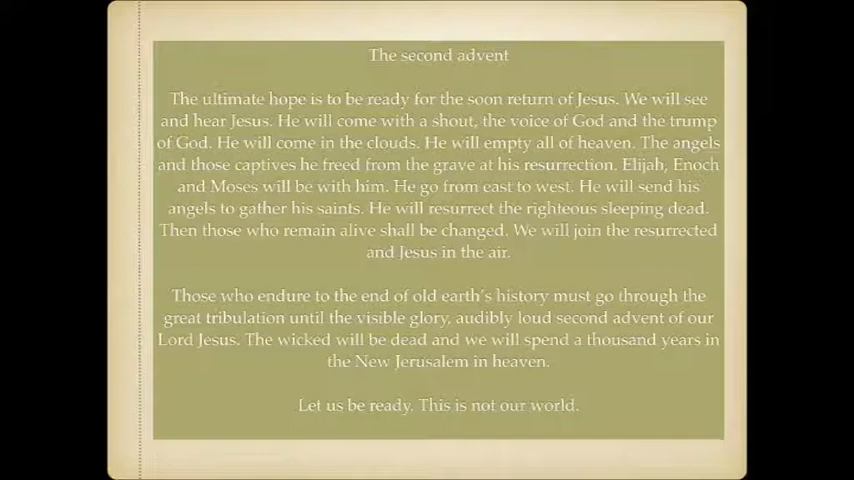 The second advent
The ultimate hope is to be ready for the soon return of Jesus. We will see
and hear Jesus. He will come with a shout, the voice of God and the trump
of God. He will come in the clouds. He will empty all of heaven. The angels
and those captives he freed from the grave at his resurrection. Elijah, Enoch
and Moses will be with him. He go from east to west. He will send his
angels to gather his saints. He will resurrect the righteous sleeping dead.
Then those who remain alive shall be changed. We will join the resurrected
and Jesus in the air.
Those who endure to the end of old earth's history must go through the
great tribulation until the visible glory, audibly loud second advent of our
Lord Jesus. The wicked will be dead and we will spend a thousand years in
the New Jerusalem in heaven.
Let us be ready. This is not our world.